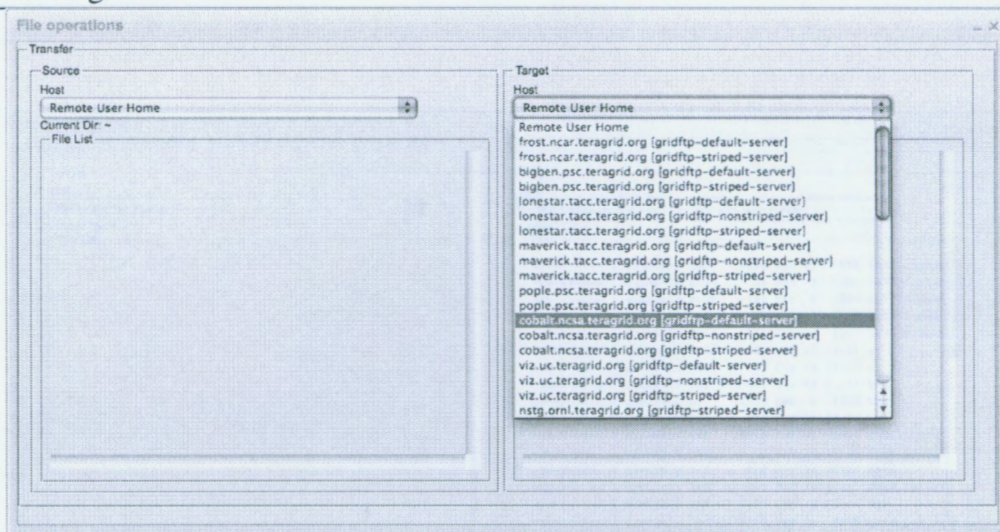 File operations
Transfer
Source
Host
Remote User Home
Current Dir: ~
File List
Target
Host
Remote User Home
Remote User Home
frost.ncar.teragrid.org [gridftp-default-server]
frost.ncar.teragrid.org [gridftp-striped-server]
bigben.psc.teragrid.org [gridftp-default-server]
bigben.psc.teragrid.org [gridftp-striped-server]
lonestar.tacc.teragrid.org [gridftp-default-server]
lonestar.tacc.teragrid.org [gridftp-nonstriped-server]
lonestar.tacc.teragrid.org [gridftp-striped-server]
maverick.tacc.teragrid.org [gridftp-default-server]
maverick.tacc.teragrid.org [gridftp-nonstriped-server]
maverick.tacc.teragrid.org [gridftp-striped-server]
pople.psc.teragrid.org [gridftp-default-server]
pople.psc.teragrid.org [gridftp-striped-server]
cobalt.ncsa.teragrid.org [gridftp-default-server]
cobalt.ncsa.teragrid.org [gridftp-nonstriped-server]
cobalt.ncsa.teragrid.org [gridftp-striped-server]
viz.uc.teragrid.org [gridftp-default-server]
viz.uc.teragrid.org [gridftp-nonstriped-server]
viz.uc.teragrid.org [gridftp-striped-server]
nstg.ornl.teragrid.org [gridftp-striped-server]